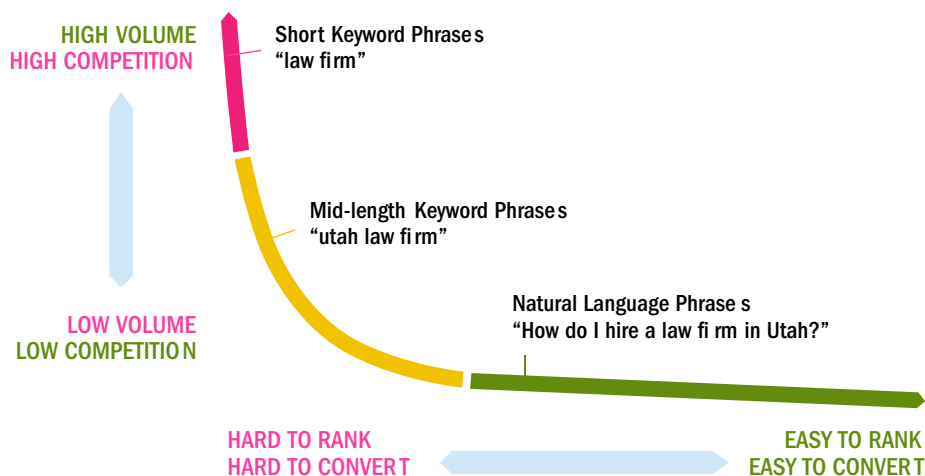 HIGH VOLUME
HIGH COMPETITION
Short Keyword Phrases
“law firm”
Mid-length Keyword Phrases
“utah law firm”
Natural Language Phrases
“How do I hire a law firm in Utah?”
LOW VOLUME
LOW COMPETITION
HARD TO RANK
HARD TO CONVERT
EASY TO RANK
EASY TO CONVERT